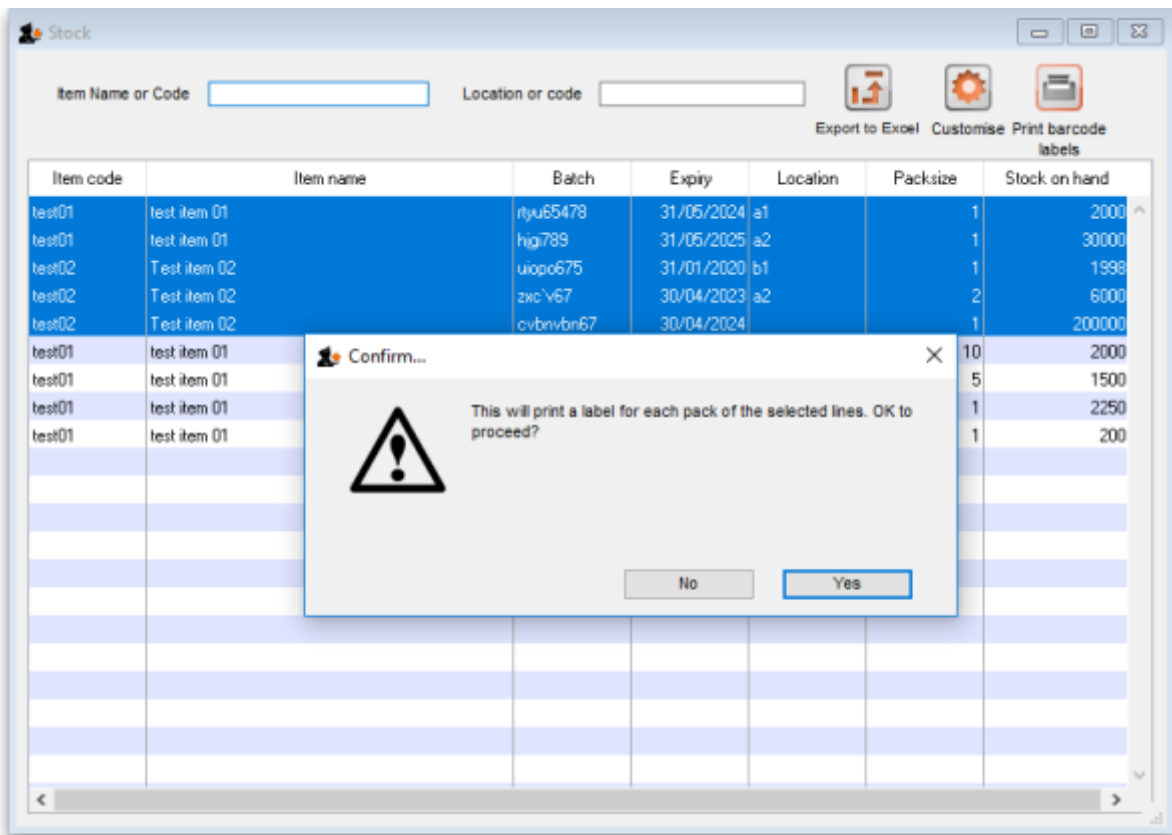 Stock
Item Name or Code Location or code
Export to Excel Customise Print barcode
labels
Item code Item name Batch Expiry Location Packsize Stock on hand
test01 test item 01 rtyu65478 31/05/2024 a1 1 2000
test01 test item 01 hjgi789 31/05/2025 a2 1 30000
test02 Test item 02 uiopo675 31/01/2020 b1 1 1998
test02 Test item 02 zxc`v67 30/04/2023 a2 2 6000
test02 Test item 02 cvbnvbn67 30/04/2024 1 200000
test01 test item 01 10 2000
test01 test item 01 5 1500
test01 test item 01 1 2250
test01 test item 01 1 200
Confirm...
This will print a label for each pack of the selected lines. OK to
proceed?
No Yes